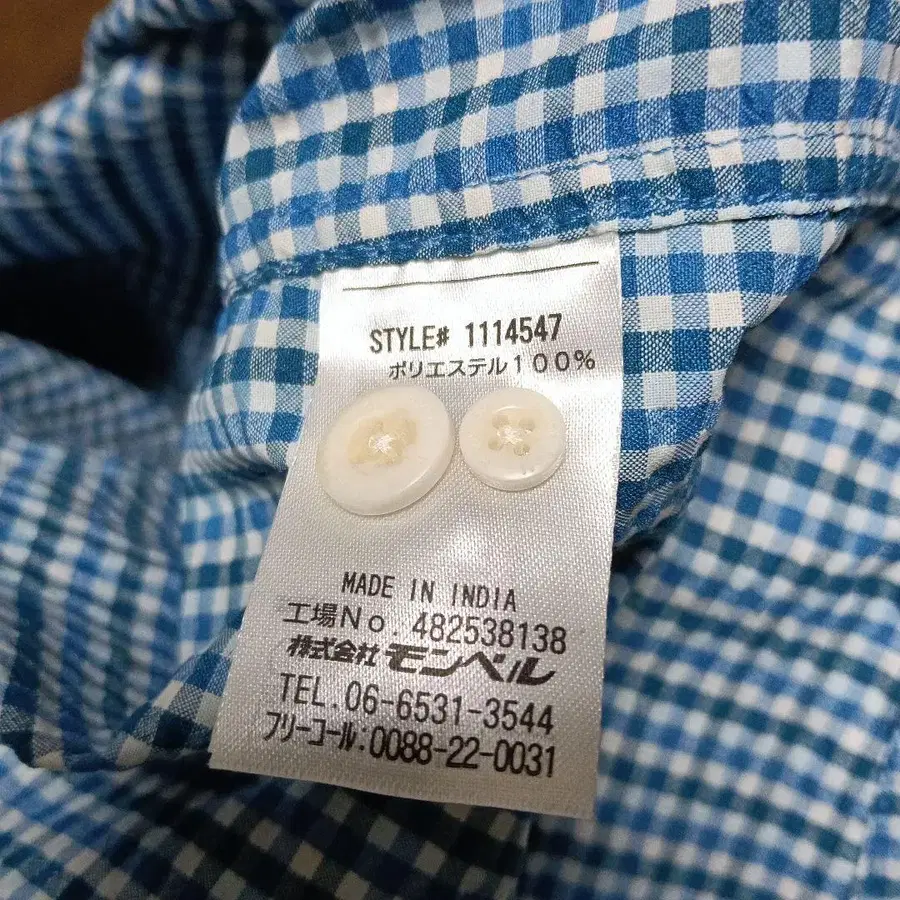 STYLE# 1114547
ポリエステル100%
MADE IN INDIA
工場No. 482538138
株式会社 モンベル
TEL.06-6531-3544
フリーコール:0088-22-0031